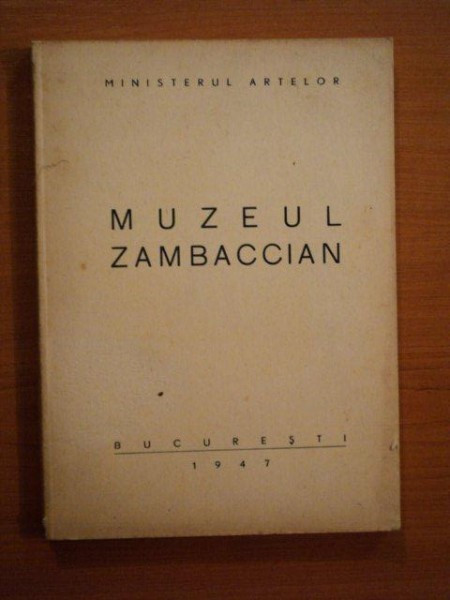 MINISTERUL ARTELOR
MUZEUL
ZAMBACCIAN
BUCUREȘTI
1947